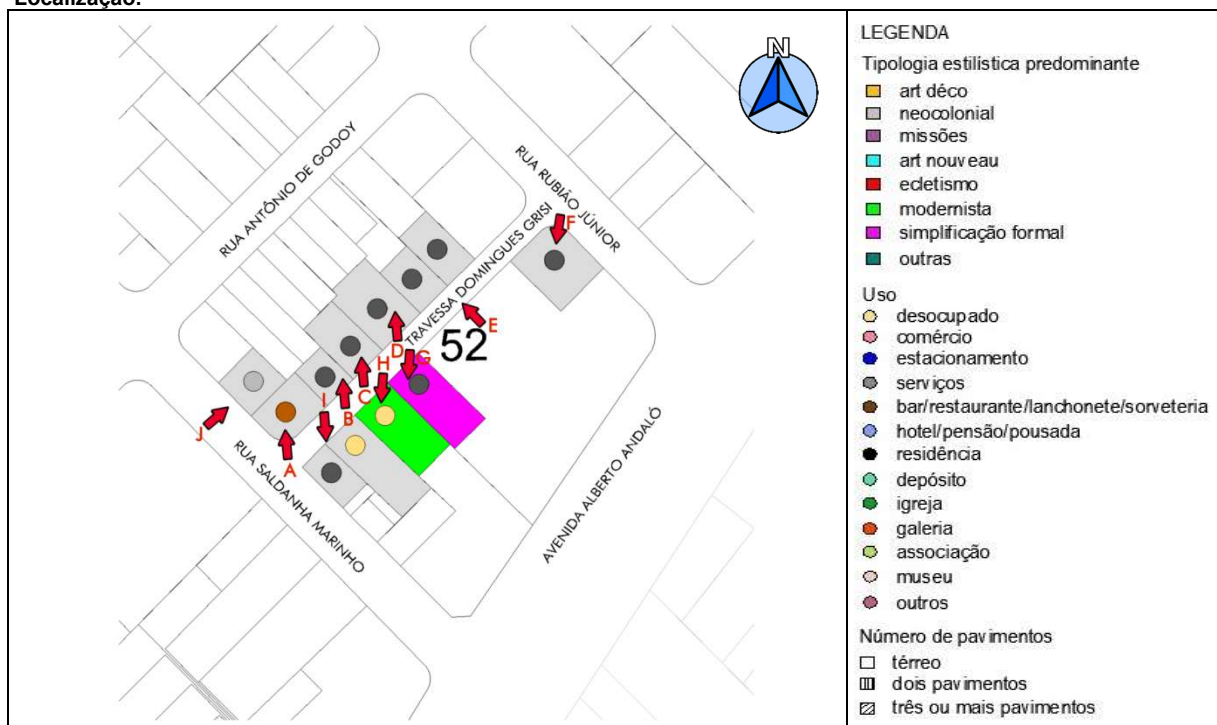 Localização:
N
RUA ANTÔNIO DE GODOY
RUA RUBIÃO JÚNIOR
TRAVESSA DOMINGUES GRISI
F
E
52
D
G
H
C
I
B
J
A
RUA SALDANHA MARINHO
AVENIDA ALBERTO ANDALÓ
LEGENDA
Tipologia estilística predominante
art déco
neocolonial
missões
art nouveau
ecletismo
modernista
simplificação formal
outras
Uso
desocupado
comércio
estacionamento
serviços
bar/restaurante/lanchonete/sorveteria
hotel/pensão/pousada
residência
depósito
igreja
galeria
associação
museu
outros
Número de pavimentos
térreo
dois pavimentos
três ou mais pavimentos